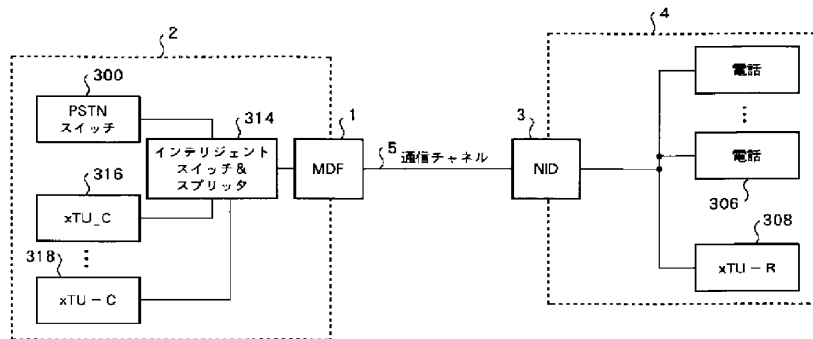 2
300
PSTN
スイッチ
314
インテリジェント
スイッチ&
スプリッタ
316
xTU_C
⋮
318
xTU-C
1
MDF
5 通信チャネル
3
NID
4
電話
⋮
電話
306
308
xTU-R